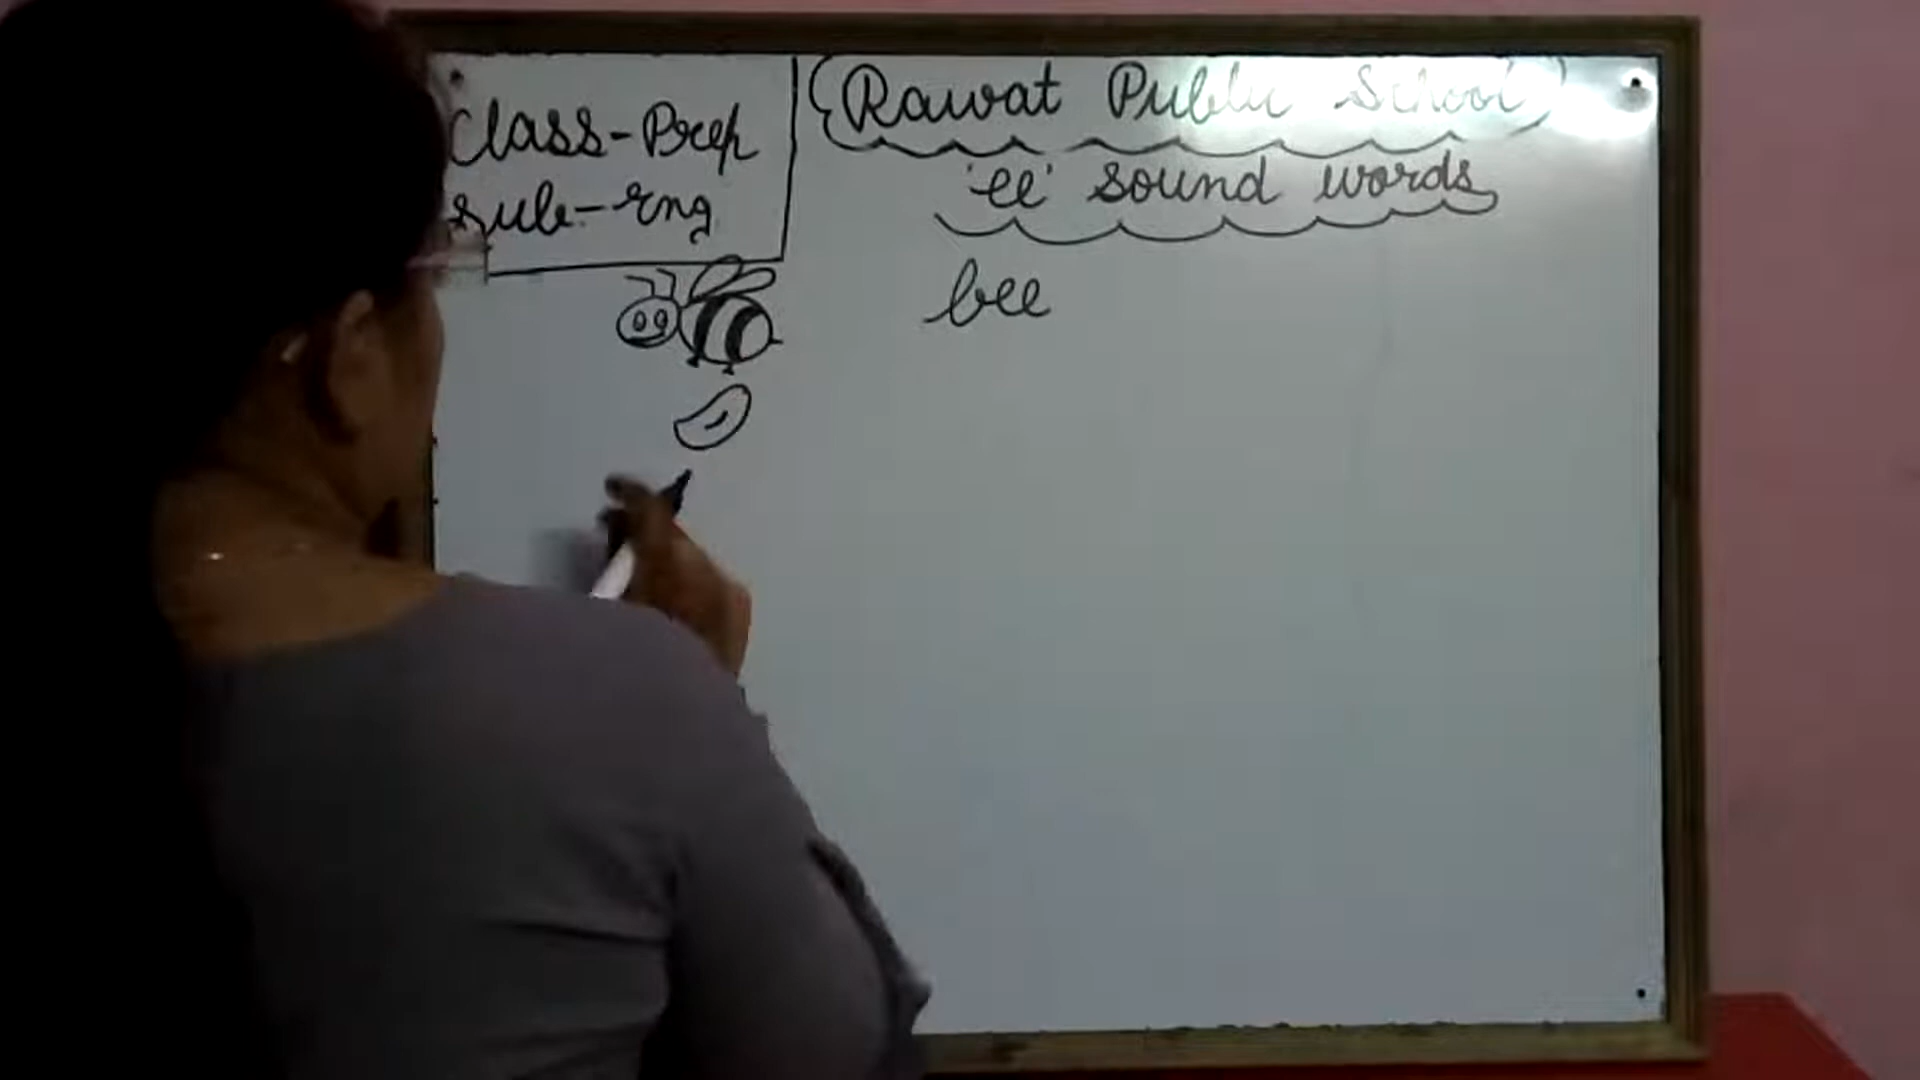 Class-Prep
Sub-Eng
Rawat Public School
'ee' sound words
bee